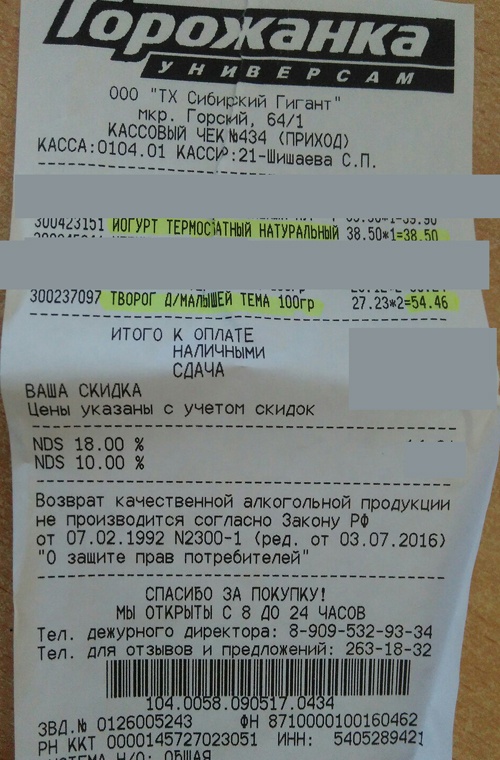 Горожанка
УНИВЕРСАМ
ООО "ТХ Сибирский Гигант"
мкр. Горский, 64/1
КАССОВЫЙ ЧЕК №434 (ПРИХОД)
КАССА:0104.01 КАССИР:21-Шишаева С.П.
300423151 ЙОГУРТ ТЕРМОСТАТНЫЙ НАТУРАЛЬНЫЙ 38.50*1=38.50
300237097 ТВОРОГ Д/МАЛЫШЕЙ ТЕМА 100гр 27.23*2=54.46
ИТОГО К ОПЛАТЕ
НАЛИЧНЫМИ
СДАЧА
ВАША СКИДКА
Цены указаны с учетом скидок
NDS 18.00 %
NDS 10.00 %
Возврат качественной алкогольной продукции
не производится согласно Закону РФ
от 07.02.1992 N2300-1 (ред. от 03.07.2016)
"О защите прав потребителей"
СПАСИБО ЗА ПОКУПКУ!
МЫ ОТКРЫТЫ С 8 ДО 24 ЧАСОВ
Тел. дежурного директора: 8-909-532-93-34
Тел. для отзывов и предложений: 263-18-32
104.0058.090517.0434
ЗВД.№ 0126005243 ФН 8710000100160462
РН ККТ 0000145727023051 ИНН: 5405289421
СИСТЕМА Н/О: ОБЩАЯ